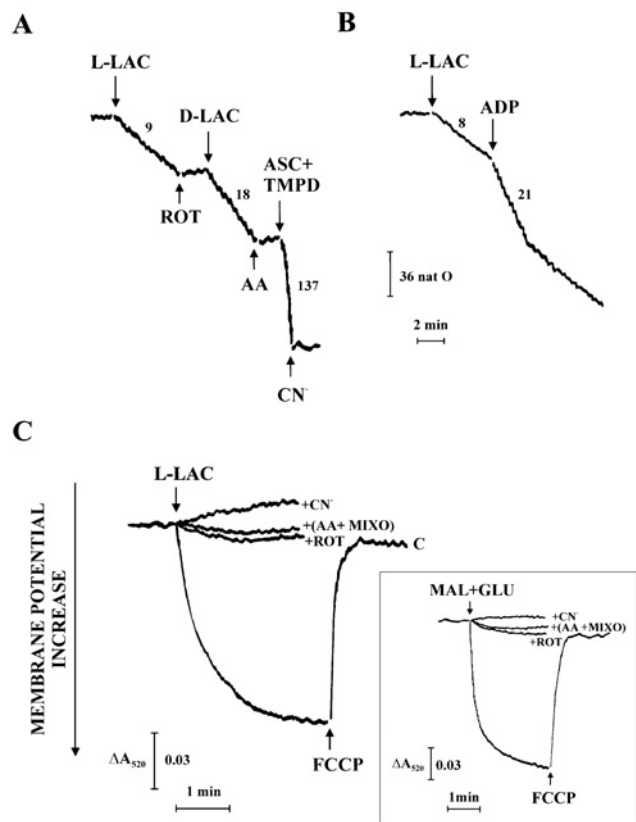 A
L-LAC
9
D-LAC
ROT
18
ASC+
TMPD
AA
137
CN-
B
L-LAC
8
ADP
21
36 nat O
2 min
C
MEMBRANE POTENTIAL
INCREASE
L-LAC
+CN-
+(AA+ MIXO)
+ROT
C
FCCP
ΔA520
0.03
1 min
MAL+GLU
+CN-
+(AA +MIXO)
+ROT
ΔA520
0.03
1min
FCCP